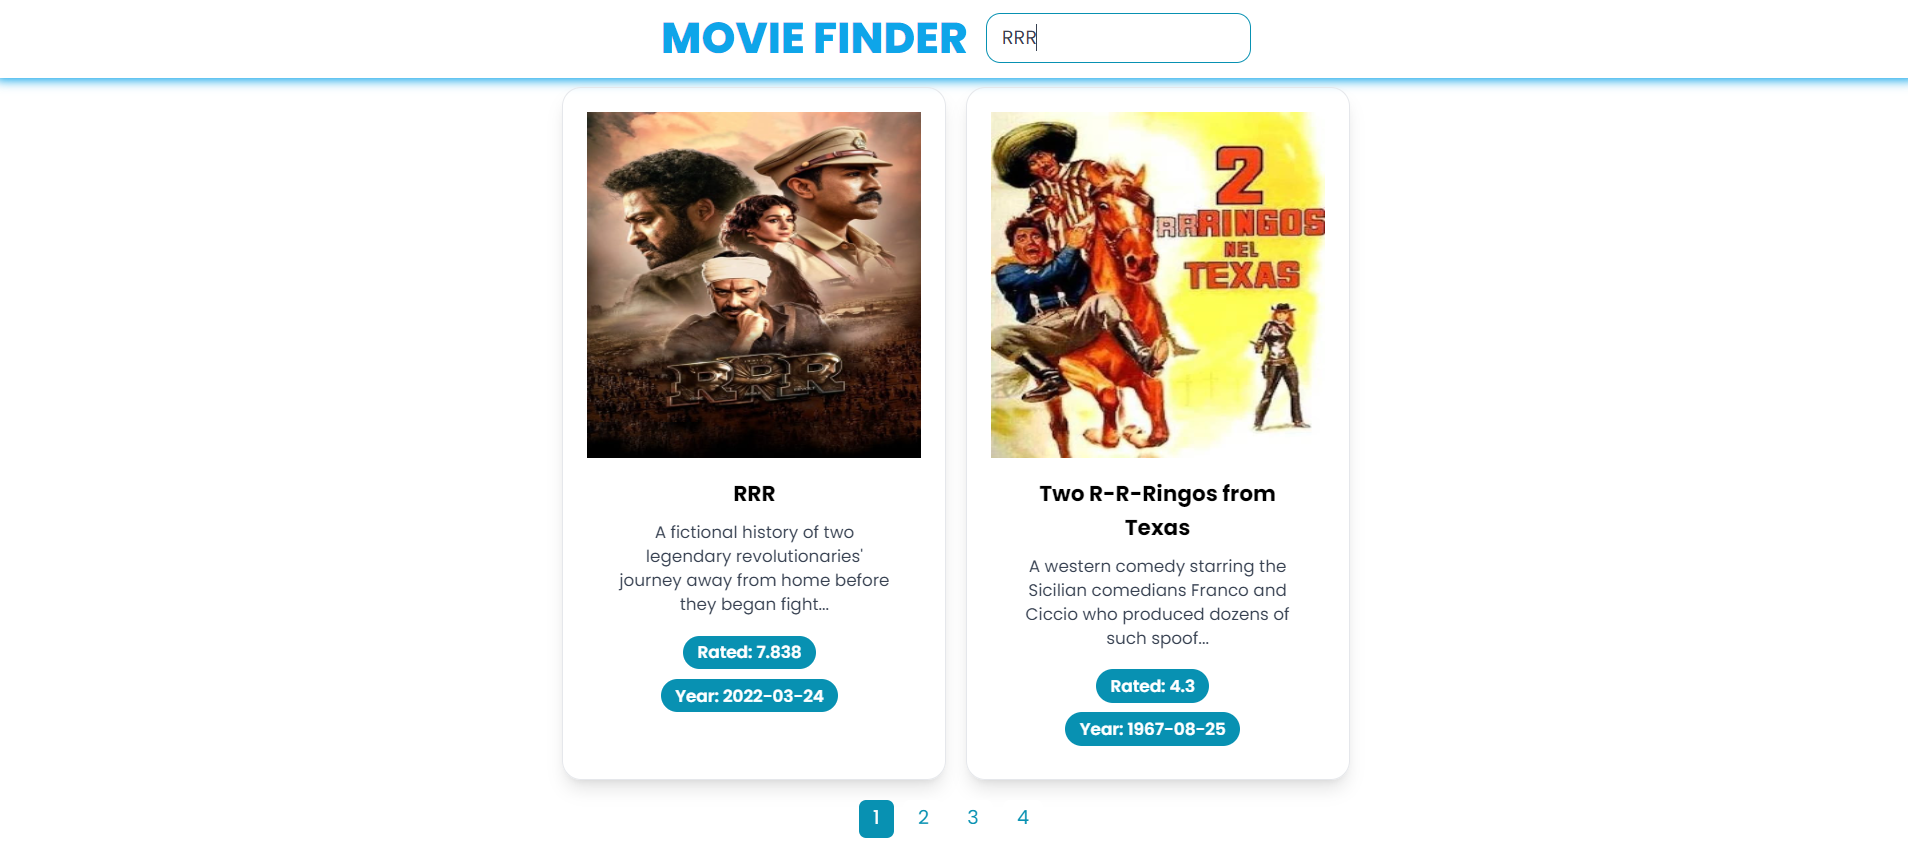 MOVIE FINDER
RRR
RRR
2
RRRINGOS
NEL
TEXAS
RRR
A fictional history of two
legendary revolutionaries'
journey away from home before
they began fight...
Rated: 7.838
Year: 2022-03-24
Two R-R-Ringos from
Texas
A western comedy starring the
Sicilian comedians Franco and
Ciccio who produced dozens of
such spoof...
Rated: 4.3
Year: 1967-08-25
1 2 3 4